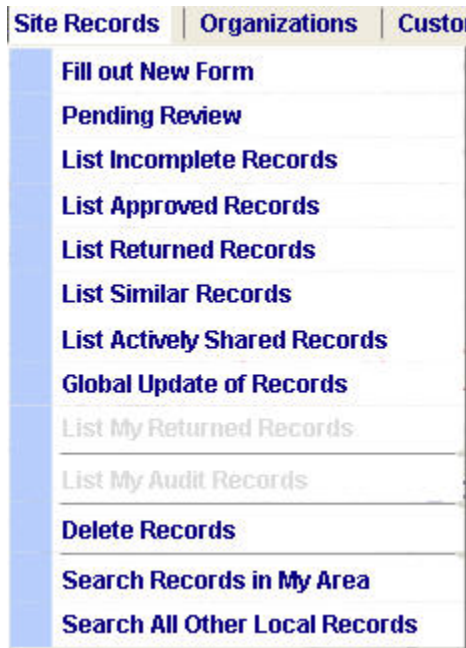 Site Records | Organizations | Custo
Fill out New Form
Pending Review
List Incomplete Records
List Approved Records
List Returned Records
List Similar Records
List Actively Shared Records
Global Update of Records
List My Returned Records
List My Audit Records
Delete Records
Search Records in My Area
Search All Other Local Records